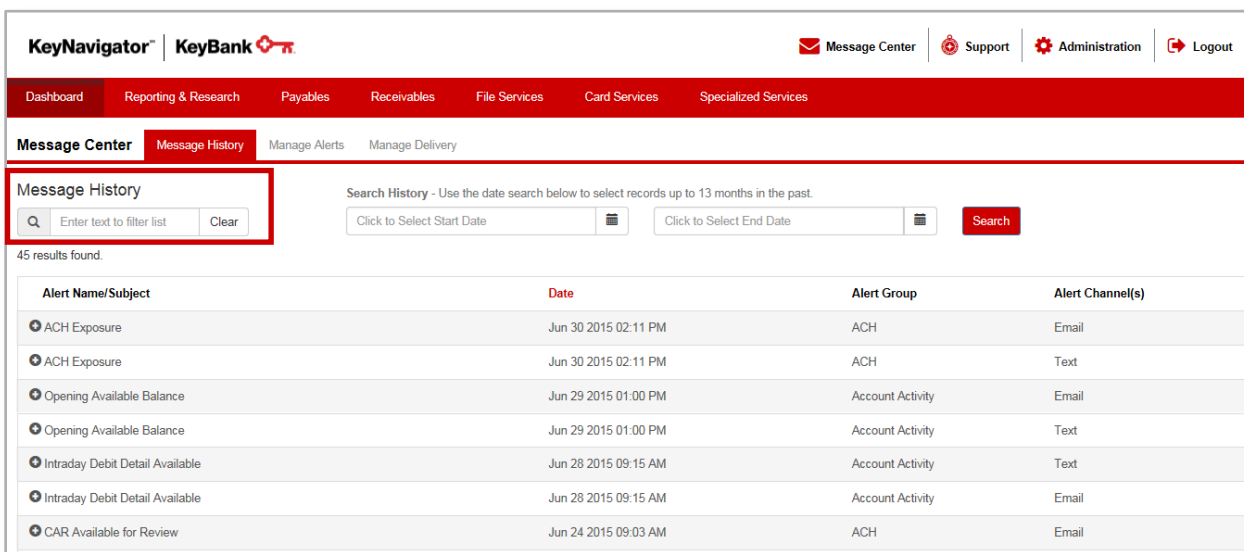 KeyNavigator™ | KeyBank
Message Center
Support
Administration
Logout
Dashboard
Reporting & Research
Payables
Receivables
File Services
Card Services
Specialized Services
Message Center
Message History
Manage Alerts
Manage Delivery
Message History
Enter text to filter list
Clear
Search History - Use the date search below to select records up to 13 months in the past.
Click to Select Start Date
Click to Select End Date
Search
45 results found.
Alert Name/Subject Date Alert Group Alert Channel(s)
ACH Exposure Jun 30 2015 02:11 PM ACH Email
ACH Exposure Jun 30 2015 02:11 PM ACH Text
Opening Available Balance Jun 29 2015 01:00 PM Account Activity Email
Opening Available Balance Jun 29 2015 01:00 PM Account Activity Text
Intraday Debit Detail Available Jun 28 2015 09:15 AM Account Activity Text
Intraday Debit Detail Available Jun 28 2015 09:15 AM Account Activity Email
CAR Available for Review Jun 24 2015 09:03 AM ACH Email